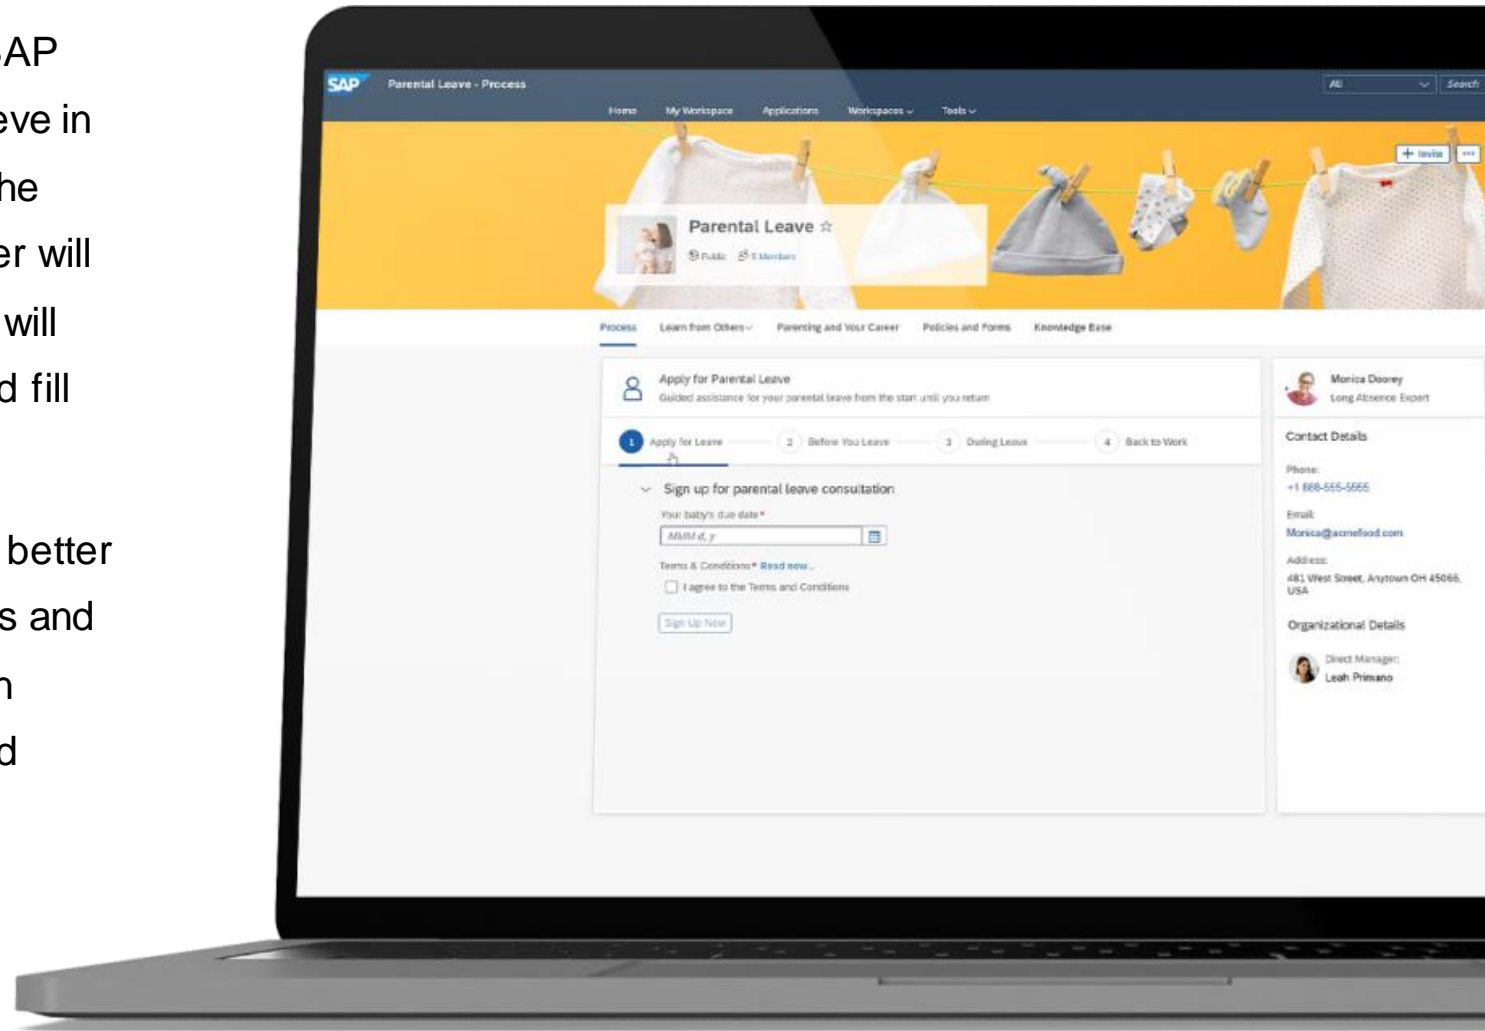 SAP
eve in
he
er will
will
d fill
better
s and
n
d
SAP Parental Leave - Process
All Search
Home My Workspace Applications Workspaces Tools
+ Invite ...
Parental Leave
Public 5 Members
Process Learn from Others Parenting and Your Career Policies and Forms Knowledge Base
Apply for Parental Leave
Guided assistance for your parental leave from the start until you return
1 Apply for Leave 2 Before You Leave 3 During Leave 4 Back to Work
Sign up for parental leave consultation
Your baby's due date*
MMM d, y
Terms & Conditions* Read now...
I agree to the Terms and Conditions
Sign Up Now
Monica Doorey
Long Absence Expert
Contact Details
Phone:
+1 888-555-5555
Email:
Monica@acmefood.com
Address:
481 West Street, Anytown OH 45066,
USA
Organizational Details
Direct Manager:
Leah Primano